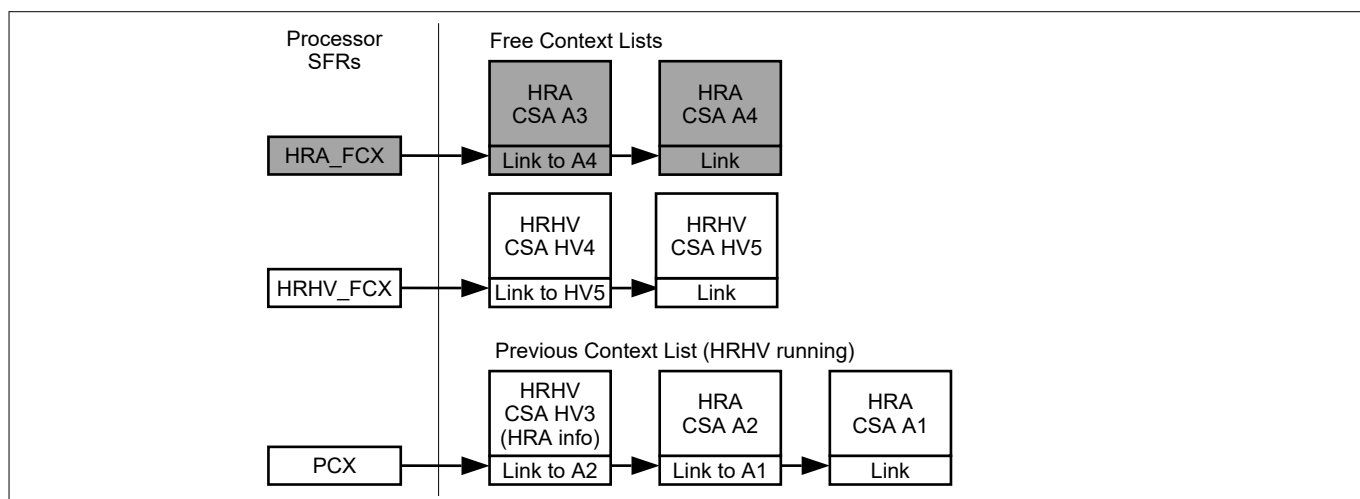 Processor
SFRs
Free Context Lists
HRA
CSA A3
HRA
CSA A4
HRA_FCX
Link to A4
Link
HRHV
CSA HV4
HRHV
CSA HV5
HRHV_FCX
Link to HV5
Link
Previous Context List (HRHV running)
HRHV
CSA HV3
(HRA info)
HRA
CSA A2
HRA
CSA A1
PCX
Link to A2
Link to A1
Link